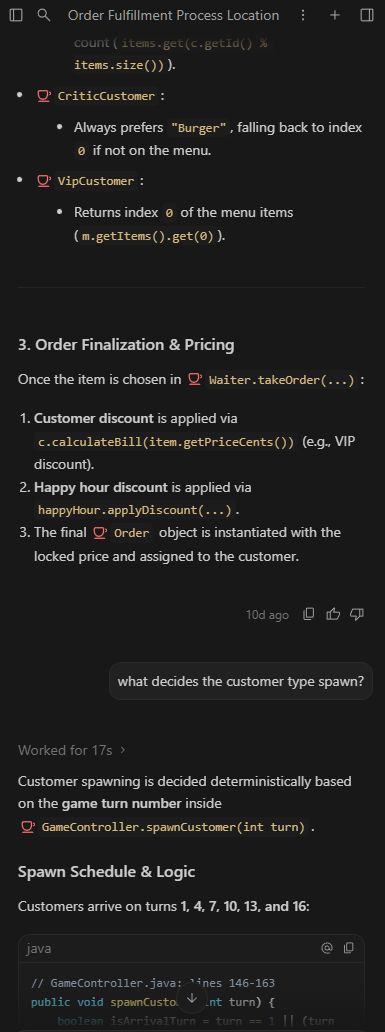 Order Fulfillment Process Location
count (items.get(c.getId() %
items.size())).
CriticCustomer :
Always prefers "Burger", falling back to index
0 if not on the menu.
VipCustomer :
Returns index 0 of the menu items
(m.getItems().get(0)).
3. Order Finalization & Pricing
Once the item is chosen in Waiter.takeOrder(...) :
1. Customer discount is applied via
c.calculateBill(item.getPriceCents()) (e.g., VIP
discount).
2. Happy hour discount is applied via
happyHour.applyDiscount(...).
3. The final Order object is instantiated with the
locked price and assigned to the customer.
10d ago
what decides the customer type spawn?
Worked for 17s >
Customer spawning is decided deterministically based
on the game turn number inside
GameController.spawnCustomer(int turn) .
Spawn Schedule & Logic
Customers arrive on turns 1, 4, 7, 10, 13, and 16:
java
// GameController.java: lines 146-163
public void turn) {
boolean isArrivalTurn = turn == 1 || (turn